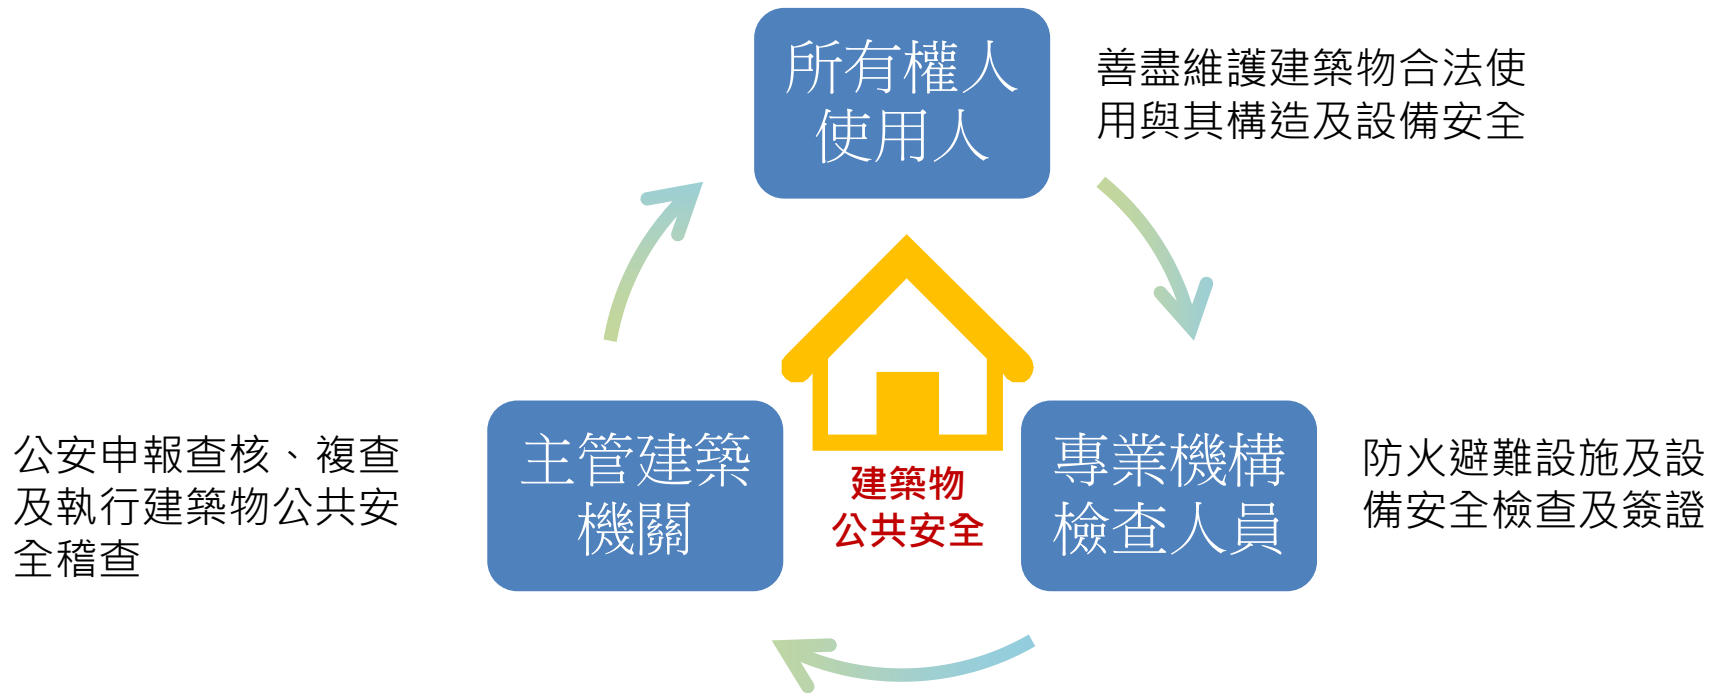 所有權人
使用人
善盡維護建築物合法使
用與其構造及設備安全
公安申報查核、複查
及執行建築物公共安
全稽查
主管建築
機關
建築物
公共安全
專業機構
檢查人員
防火避難設施及設
備安全檢查及簽證